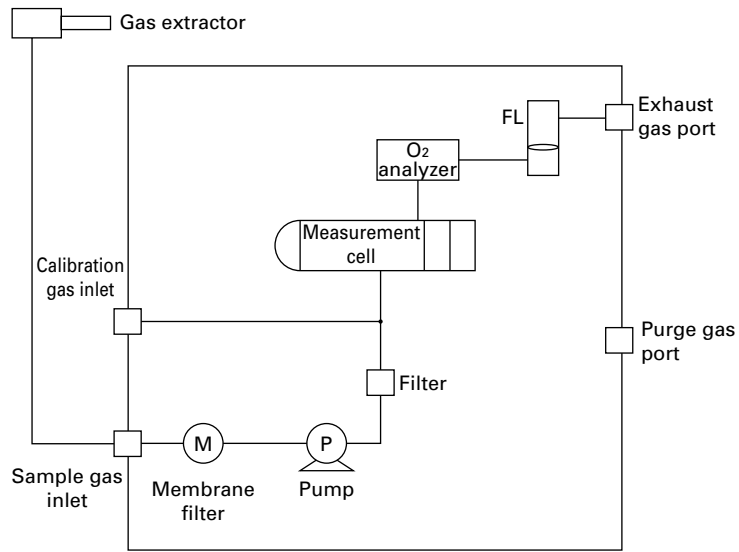 Gas extractor
FL
Exhaust
gas port
O2
analyzer
Measurement
cell
Calibration
gas inlet
Purge gas
port
Filter
M
P
Sample gas
inlet
Membrane
filter
Pump